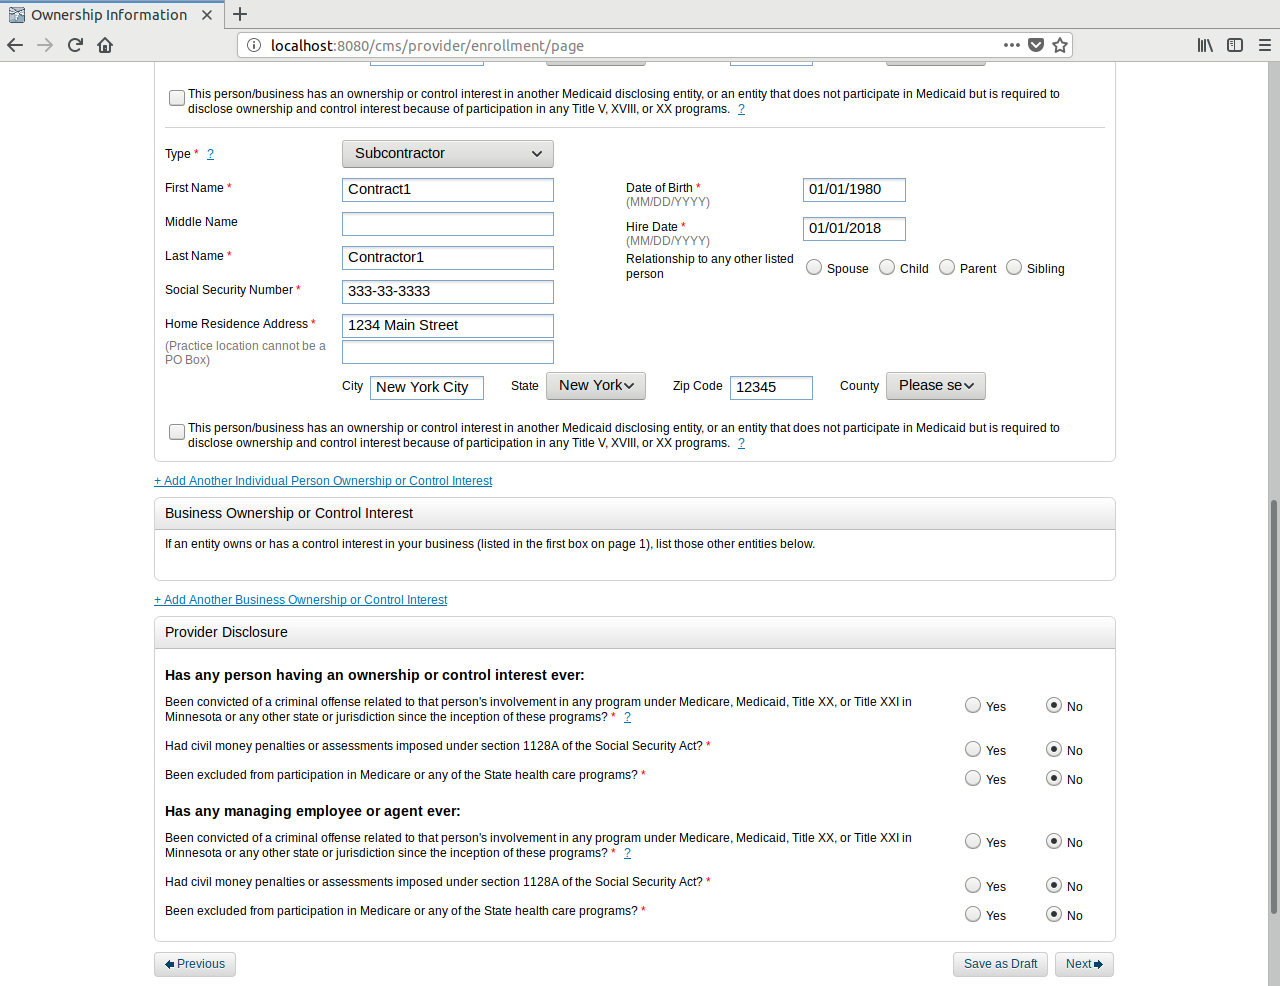 Ownership Information
localhost:8080/cms/provider/enrollment/page
This person/business has an ownership or control interest in another Medicaid disclosing entity, or an entity that does not participate in Medicaid but is required to
disclose ownership and control interest because of participation in any Title V, XVIII, or XX programs. ?
Type * ? Subcontractor
First Name * Contract1 Date of Birth * 01/01/1980
(MM/DD/YYYY)
Middle Name Hire Date * 01/01/2018
(MM/DD/YYYY)
Last Name * Contractor1 Relationship to any other listed
person Spouse Child Parent Sibling
Social Security Number * 333-33-3333
Home Residence Address * 1234 Main Street
(Practice location cannot be a
PO Box)
City New York City State New York Zip Code 12345 County Please se
This person/business has an ownership or control interest in another Medicaid disclosing entity, or an entity that does not participate in Medicaid but is required to
disclose ownership and control interest because of participation in any Title V, XVIII, or XX programs. ?
+ Add Another Individual Person Ownership or Control Interest
Business Ownership or Control Interest
If an entity owns or has a control interest in your business (listed in the first box on page 1), list those other entities below.
+ Add Another Business Ownership or Control Interest
Provider Disclosure
Has any person having an ownership or control interest ever:
Been convicted of a criminal offense related to that person's involvement in any program under Medicare, Medicaid, Title XX, or Title XXI in
Minnesota or any other state or jurisdiction since the inception of these programs? * ? Yes No
Had civil money penalties or assessments imposed under section 1128A of the Social Security Act? * Yes No
Been excluded from participation in Medicare or any of the State health care programs? * Yes No
Has any managing employee or agent ever:
Been convicted of a criminal offense related to that person's involvement in any program under Medicare, Medicaid, Title XX, or Title XXI in
Minnesota or any other state or jurisdiction since the inception of these programs? * ? Yes No
Had civil money penalties or assessments imposed under section 1128A of the Social Security Act? * Yes No
Been excluded from participation in Medicare or any of the State health care programs? * Yes No
Previous Save as Draft Next